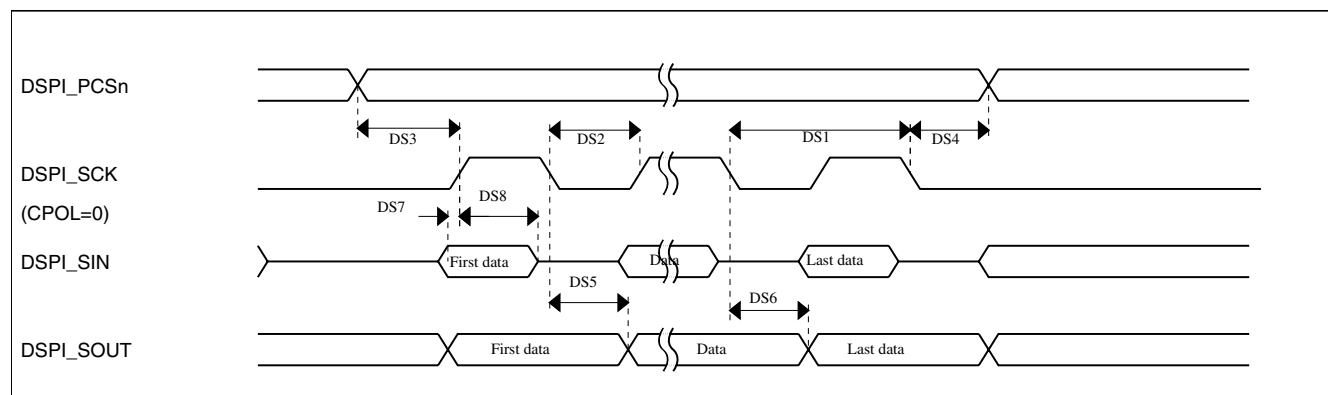 DSPI_PCSn
DS3
DS2
DS1
DS4
DSPI_SCK
(CPOL=0)
DS7
DS8
DSPI_SIN
First data
Data
Last data
DS5
DS6
DSPI_SOUT
First data
Data
Last data